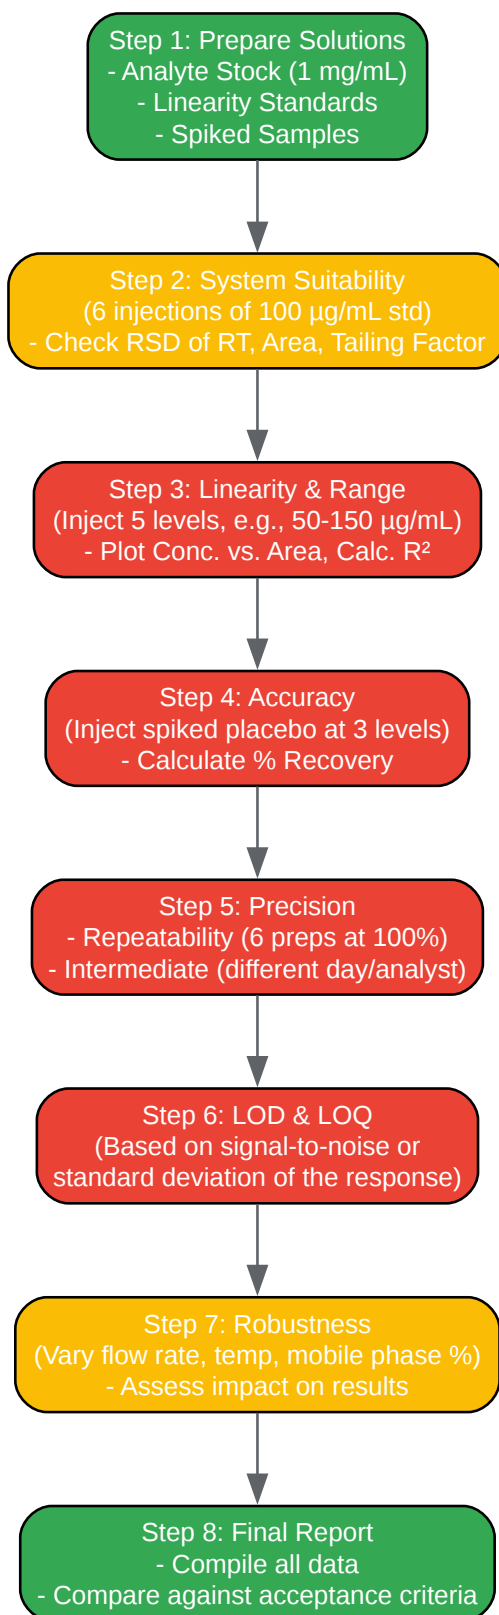 Step 1: Prepare Solutions
- Analyte Stock (1 mg/mL)
- Linearity Standards
- Spiked Samples
Step 2: System Suitability
(6 injections of 100 µg/mL std)
- Check RSD of RT, Area, Tailing Factor
Step 3: Linearity & Range
(Inject 5 levels, e.g., 50-150 µg/mL)
- Plot Conc. vs. Area, Calc. R²
Step 4: Accuracy
(Inject spiked placebo at 3 levels)
- Calculate % Recovery
Step 5: Precision
- Repeatability (6 preps at 100%)
- Intermediate (different day/analyst)
Step 6: LOD & LOQ
(Based on signal-to-noise or
standard deviation of the response)
Step 7: Robustness
(Vary flow rate, temp, mobile phase %)
- Assess impact on results
Step 8: Final Report
- Compile all data
- Compare against acceptance criteria